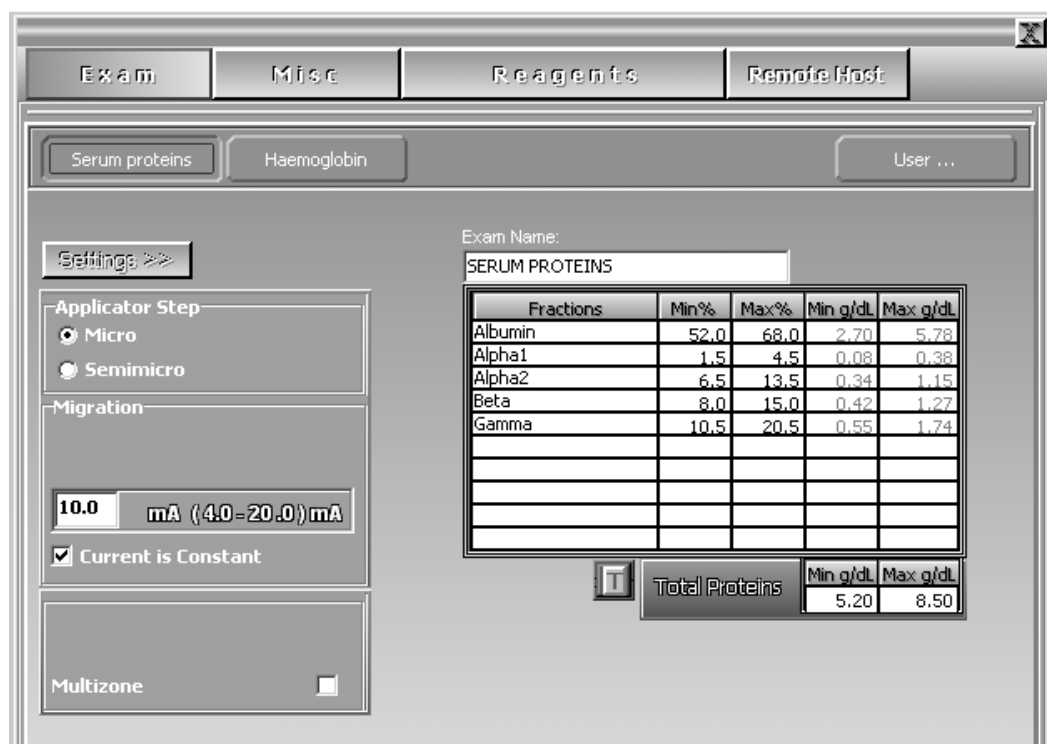 X
Exam Misc Reagents Remote Host
Serum proteins Haemoglobin User ...
Settings >>
Applicator Step
Micro
Semimicro
Migration
10.0 mA (4.0-20.0)mA
Current is Constant
Multizone
Exam Name:
SERUM PROTEINS
Fractions Min% Max% Min g/dL Max g/dL
Albumin 52.0 68.0 2.70 5.78
Alpha1 1.5 4.5 0.08 0.38
Alpha2 6.5 13.5 0.34 1.15
Beta 8.0 15.0 0.42 1.27
Gamma 10.5 20.5 0.55 1.74
T Total Proteins Min g/dL Max g/dL
5.20 8.50